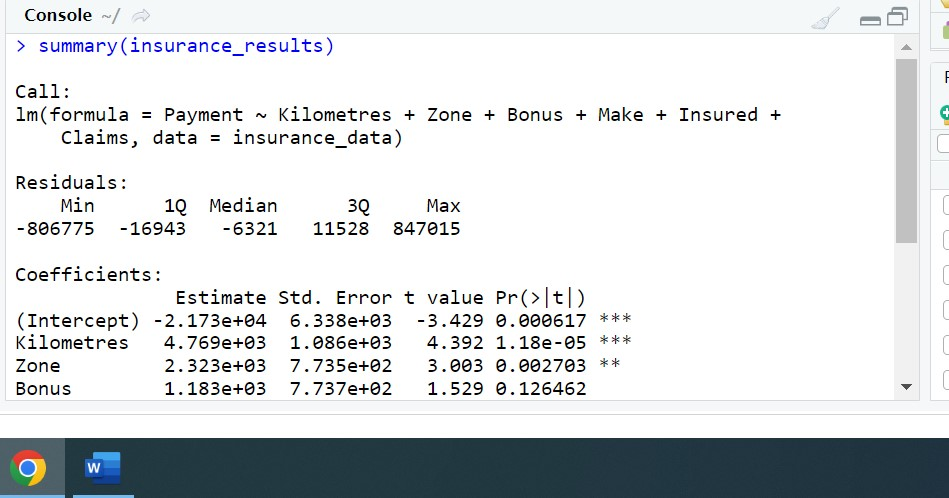 Console ~/
> summary(insurance_results)
Call:
lm(formula = Payment ~ Kilometres + Zone + Bonus + Make + Insured +
    Claims, data = insurance_data)
Residuals:
    Min      1Q  Median      3Q     Max
-806775  -16943   -6321   11528  847015
Coefficients:
              Estimate Std. Error t value Pr(>|t|)
(Intercept) -2.173e+04  6.338e+03  -3.429 0.000617 ***
Kilometres   4.769e+03  1.086e+03   4.392 1.18e-05 ***
Zone         2.323e+03  7.735e+02   3.003 0.002703 **
Bonus        1.183e+03  7.737e+02   1.529 0.126462
W